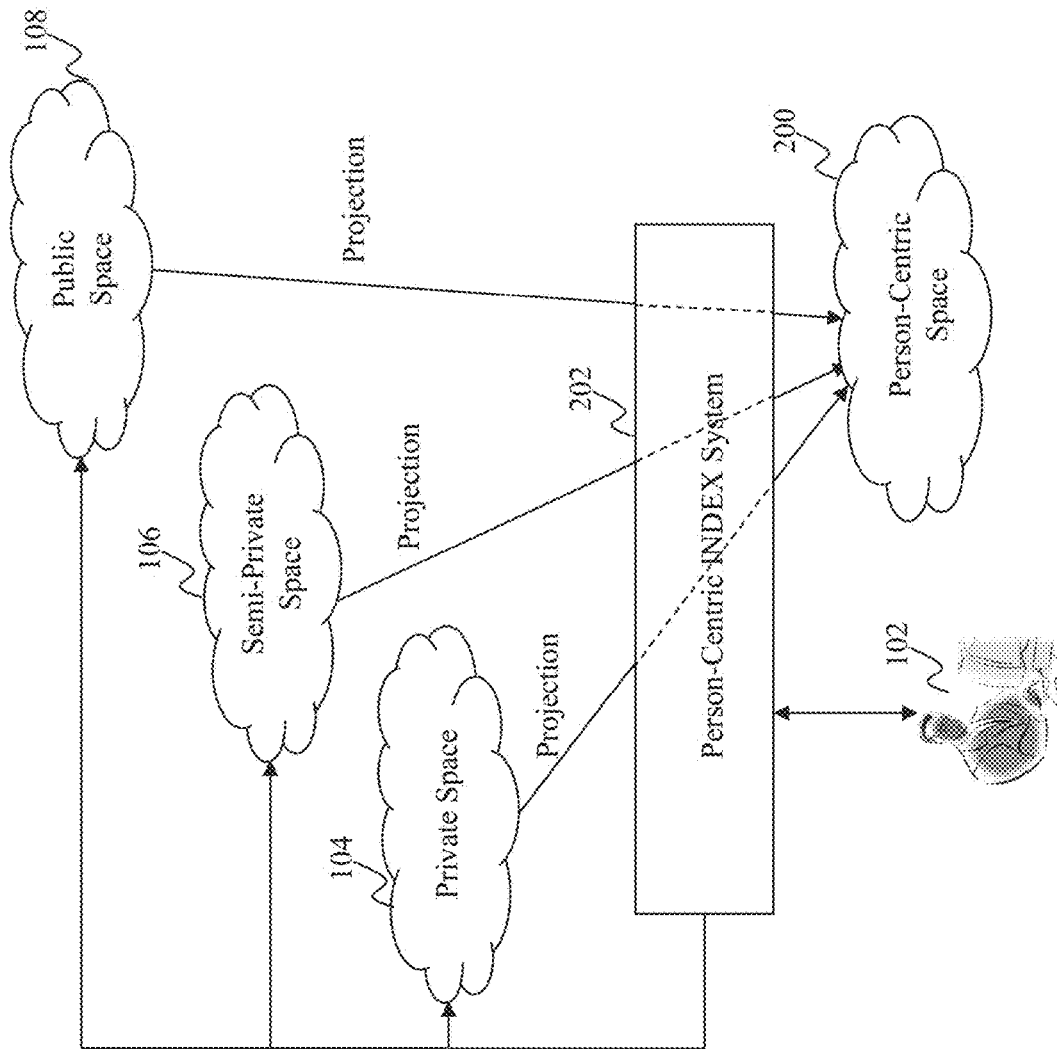 108
Public
Space
Projection
106
Semi-Private
Space
Projection
104
Private Space
Projection
202
Person-Centric INDEX System
200
Person-Centric
Space
102